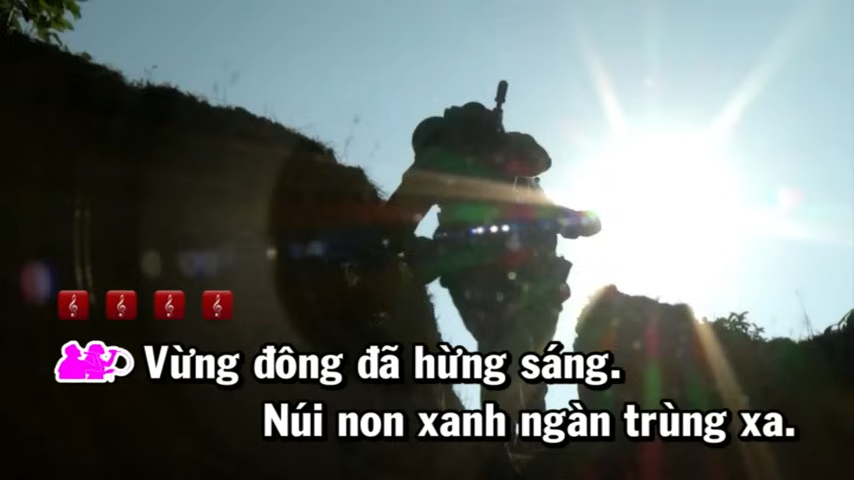 Vừng đông đã hừng sáng.
Núi non xanh ngàn trùng xa.